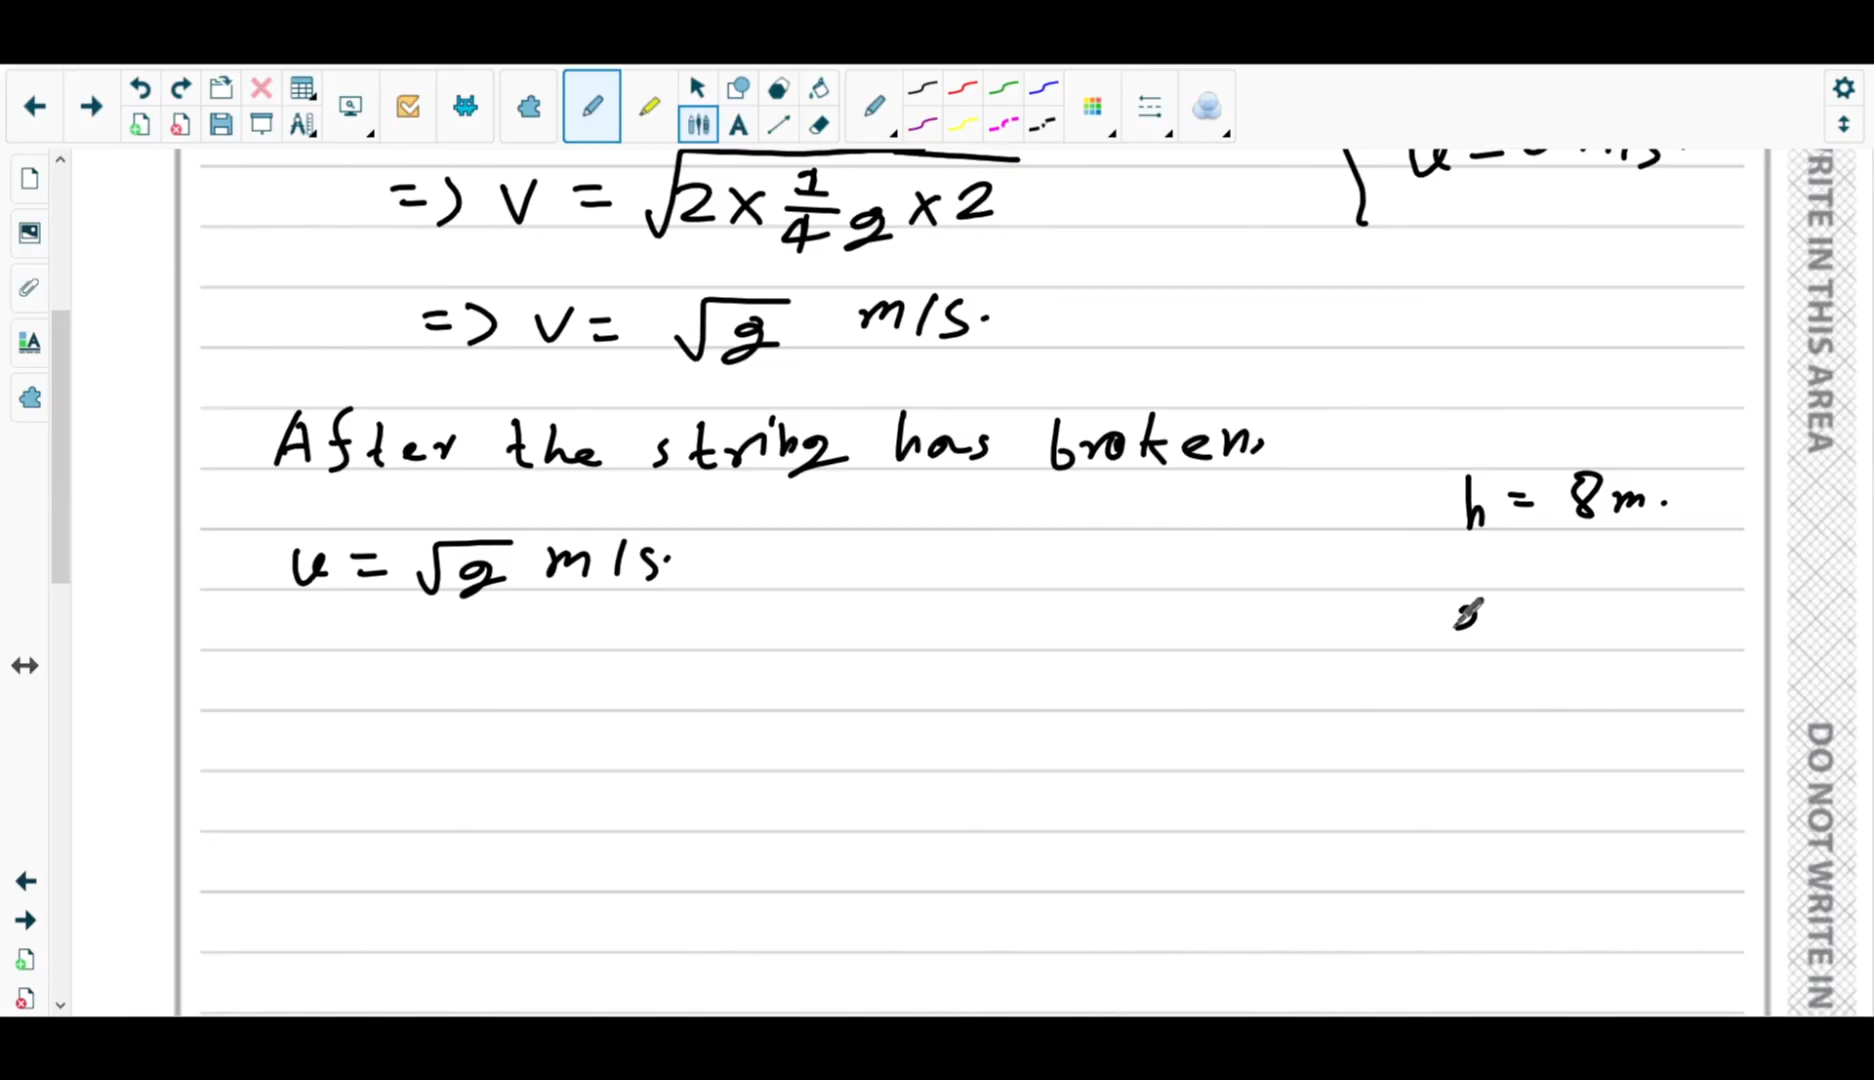 => v = √2 x 1/4 g x 2
=> v = √g m/s.
After the string has broken,
h = 8m.
u = √g m/s.
RITE IN THIS AREA
DO NOT WRITE IN